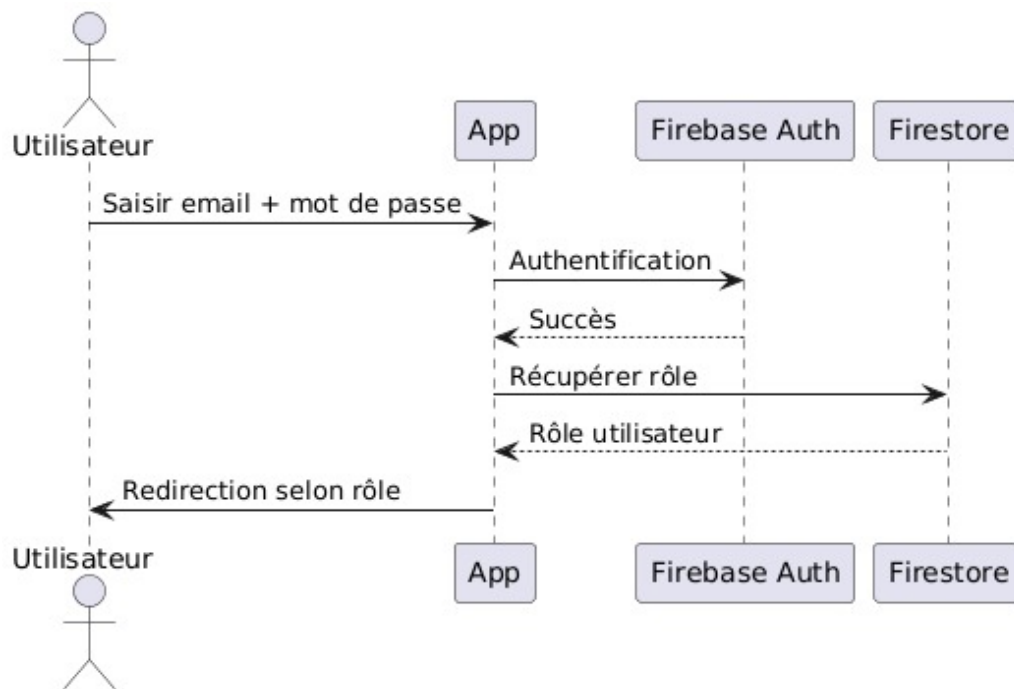 Utilisateur
App
Firebase Auth
Firestore
Saisir email + mot de passe
Authentification
Succès
Récupérer rôle
Rôle utilisateur
Redirection selon rôle
Utilisateur
App
Firebase Auth
Firestore